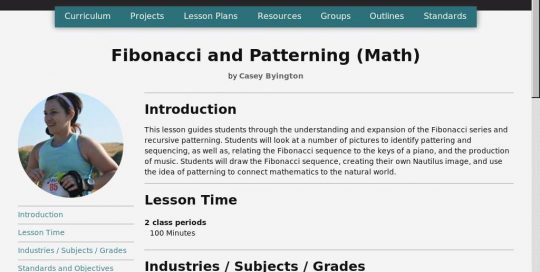 Curriculum Projects Lesson Plans Resources Groups Outlines Standards
Fibonacci and Patterning (Math)
by Casey Byington
Introduction
This lesson guides students through the understanding and expansion of the Fibonacci series and
recursive patterning. Students will look at a number of pictures to identify pattering and
sequencing, as well as, relating the Fibonacci sequence to the keys of a piano, and the production
of music. Students will draw the Fibonacci sequence, creating their own Nautilus image, and use
the idea of patterning to connect mathematics to the natural world.
Lesson Time
2 class periods
100 Minutes
Industries / Subjects / Grades
Introduction
Lesson Time
Industries / Subjects / Grades
Standards and Objectives